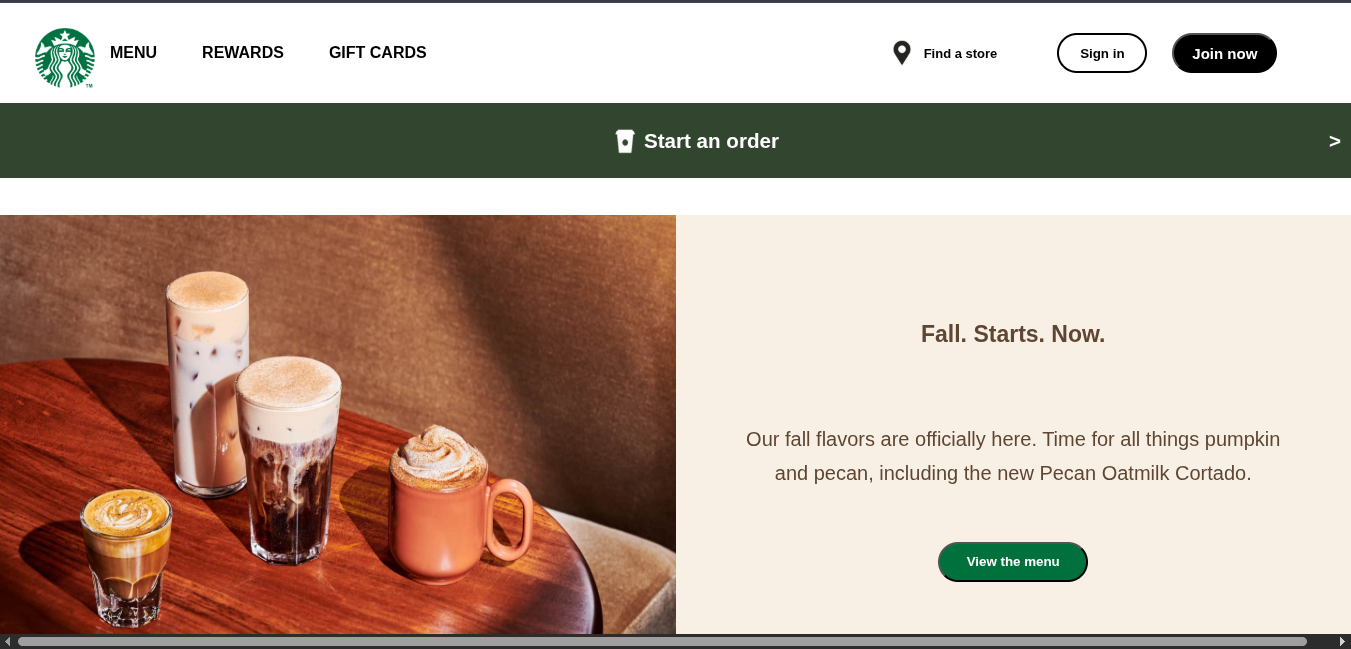 MENU
REWARDS
GIFT CARDS
Find a store
Sign in
Join now
TM
Start an order
>
Fall. Starts. Now.
Our fall flavors are officially here. Time for all things pumpkin
and pecan, including the new Pecan Oatmilk Cortado.
View the menu